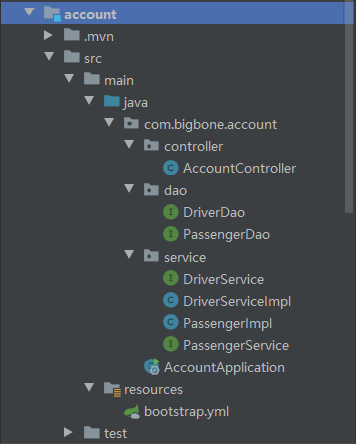 account
.mvn
src
main
java
com.bigbone.account
controller
AccountController
dao
DriverDao
PassengerDao
service
DriverService
DriverServiceImpl
PassengerImpl
PassengerService
AccountApplication
resources
bootstrap.yml
test